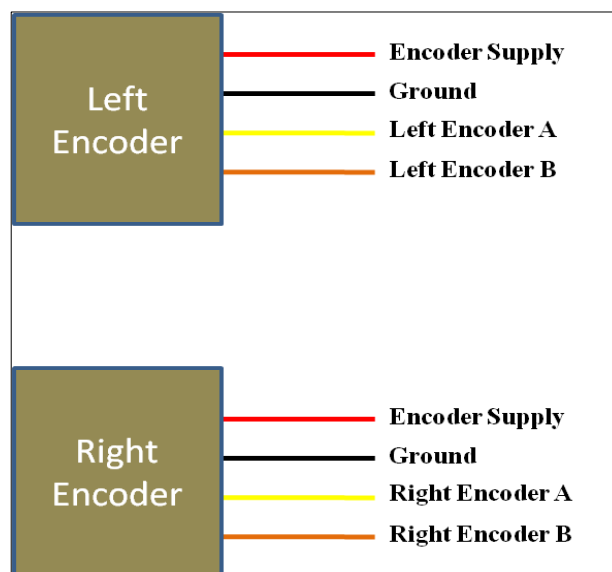 Left
Encoder
Encoder Supply
Ground
Left Encoder A
Left Encoder B
Right
Encoder
Encoder Supply
Ground
Right Encoder A
Right Encoder B